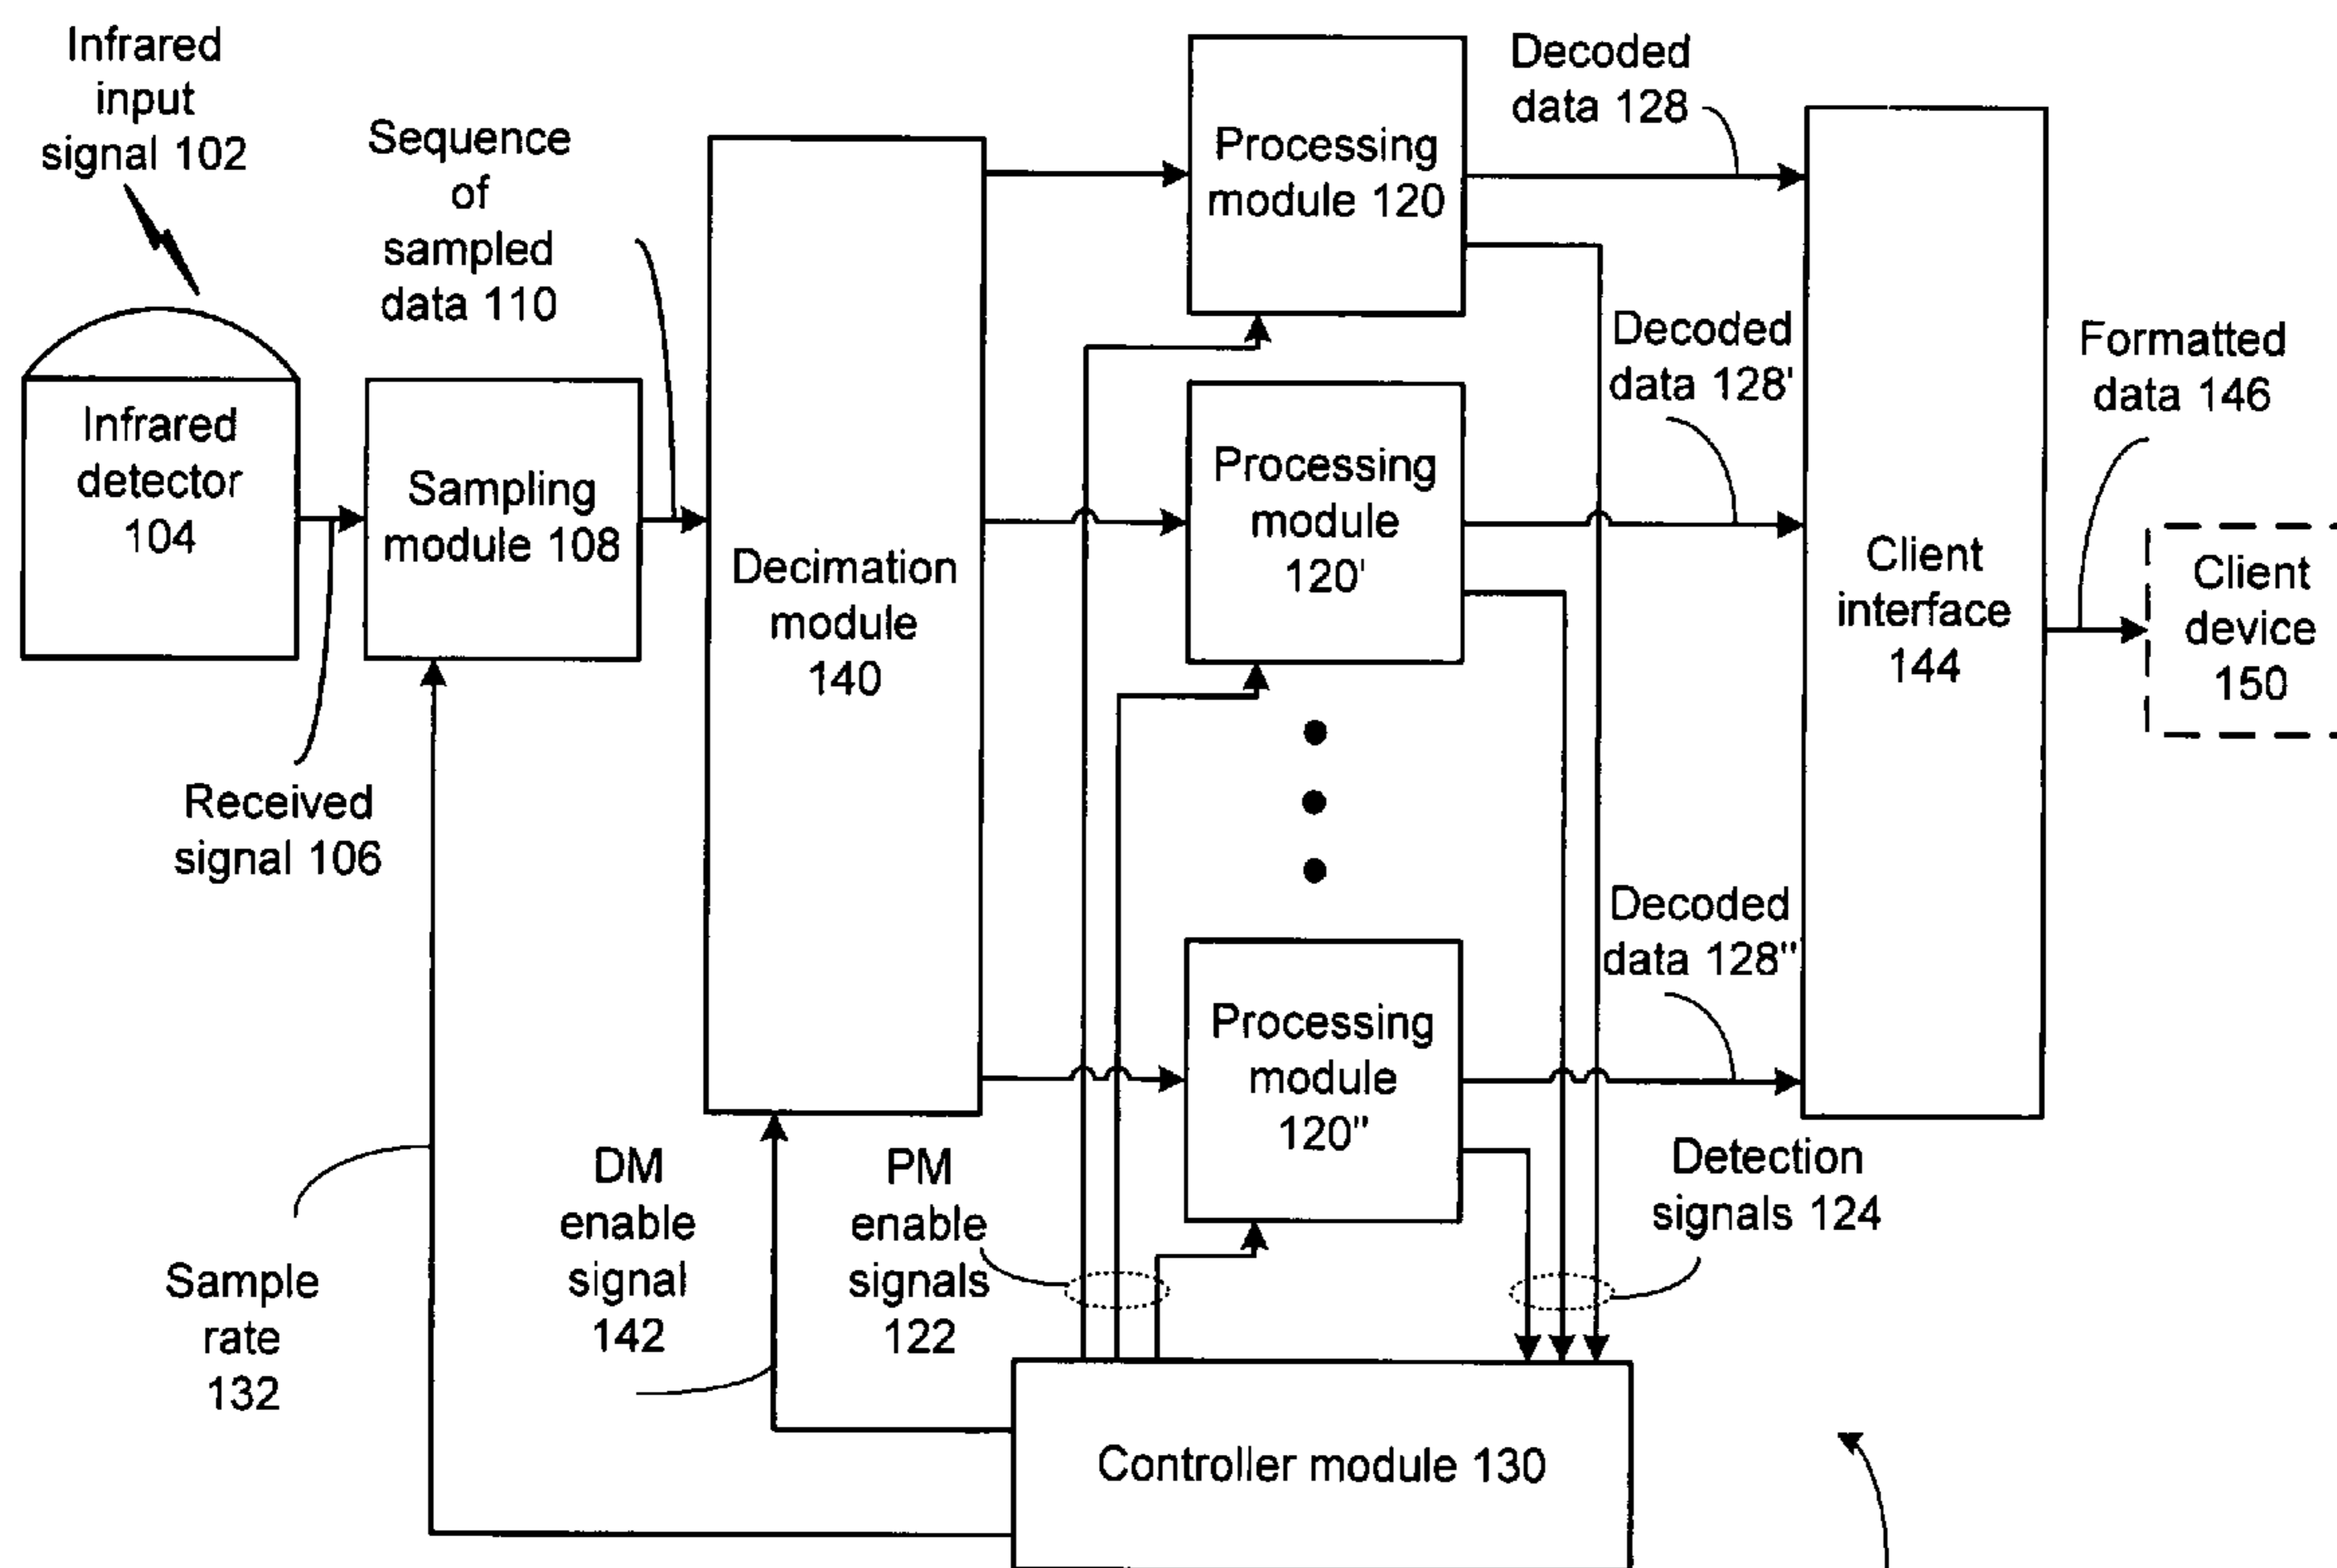 Infrared
input
signal 102
Sequence
of
sampled
data 110
Infrared
detector
104
Sampling
module 108
Received
signal 106
Decimation
module
140
Processing
module 120
Decoded
data 128
Processing
module
120'
Decoded
data 128'
Processing
module
120"
Decoded
data 128"
Client
interface
144
Formatted
data 146
Client
device
150
Sample
rate
132
DM
enable
signal
142
PM
enable
signals
122
Detection
signals 124
Controller module 130